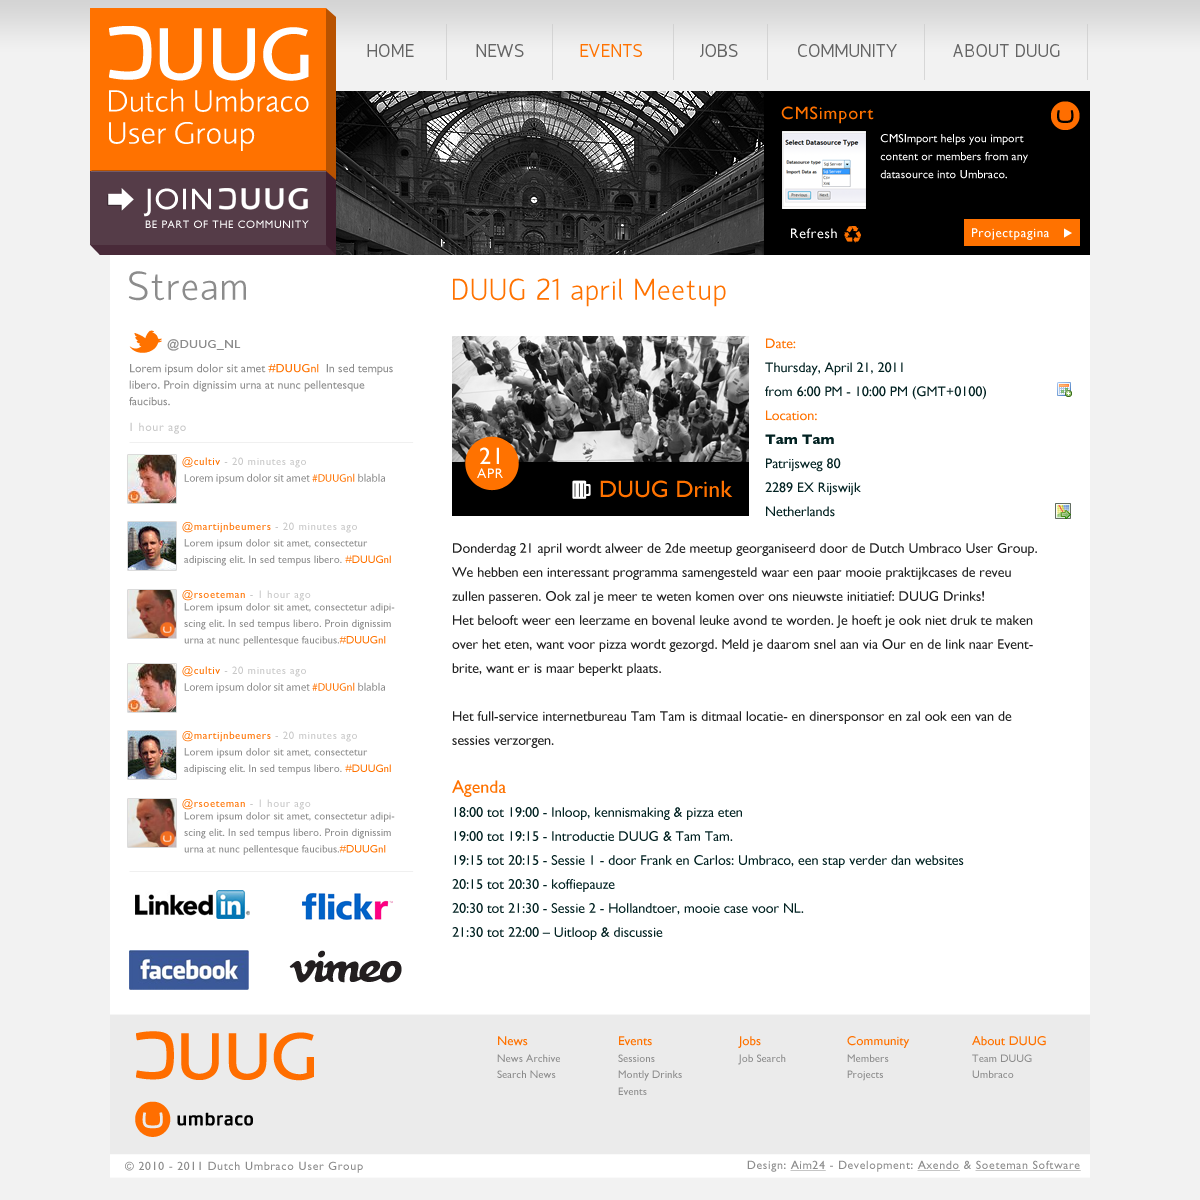 DUUG
Dutch Umbraco
User Group
JOIN DUUG
BE PART OF THE COMMUNITY
HOME NEWS EVENTS JOBS COMMUNITY ABOUT DUUG
CMSimport
Select Datasource Type
Datasource type Sql Server
Import Data as Sql Server
Csv
Previous Next
CMSImport helps you import
content or members from any
datasource into Umbraco.
Refresh
Projectpagina
Stream
@DUUG_NL
Lorem ipsum dolor sit amet #DUUGnl In sed tempus
libero. Proin dignissim urna at nunc pellentesque
faucibus.
1 hour ago
@cultiv - 20 minutes ago
Lorem ipsum dolor sit amet #DUUGnl blabla
@martijnbeumers - 20 minutes ago
Lorem ipsum dolor sit amet, consectetur
adipiscing elit. In sed tempus libero. #DUUGnl
@rsoeteman - 1 hour ago
Lorem ipsum dolor sit amet, consectetur adipi-
scing elit. In sed tempus libero. Proin dignissim
urna at nunc pellentesque faucibus.#DUUGnl
@cultiv - 20 minutes ago
Lorem ipsum dolor sit amet #DUUGnl blabla
@martijnbeumers - 20 minutes ago
Lorem ipsum dolor sit amet, consectetur
adipiscing elit. In sed tempus libero. #DUUGnl
@rsoeteman - 1 hour ago
Lorem ipsum dolor sit amet, consectetur adipi-
scing elit. In sed tempus libero. Proin dignissim
urna at nunc pellentesque faucibus.#DUUGnl
Linked in
flickr
facebook
vimeo
DUUG 21 april Meetup
21
APR
DUUG Drink
Date:
Thursday, April 21, 2011
from 6:00 PM - 10:00 PM (GMT+0100)
Location:
Tam Tam
Patrijsweg 80
2289 EX Rijswijk
Netherlands
Donderdag 21 april wordt alweer de 2de meetup georganiseerd door de Dutch Umbraco User Group.
We hebben een interessant programma samengesteld waar een paar mooie praktijkcases de reveu
zullen passeren. Ook zal je meer te weten komen over ons nieuwste initiatief: DUUG Drinks!
Het belooft weer een leerzame en bovenal leuke avond te worden. Je hoeft je ook niet druk te maken
over het eten, want voor pizza wordt gezorgd. Meld je daarom snel aan via Our en de link naar Event-
brite, want er is maar beperkt plaats.
Het full-service internetbureau Tam Tam is ditmaal locatie- en dinersponsor en zal ook een van de
sessies verzorgen.
Agenda
18:00 tot 19:00 - Inloop, kennismaking & pizza eten
19:00 tot 19:15 - Introductie DUUG & Tam Tam.
19:15 tot 20:15 - Sessie 1 - door Frank en Carlos: Umbraco, een stap verder dan websites
20:15 tot 20:30 - koffiepauze
20:30 tot 21:30 - Sessie 2 - Hollandtoer, mooie case voor NL.
21:30 tot 22:00 – Uitloop & discussie
DUUG
umbraco
News
News Archive
Search News
Events
Sessions
Montly Drinks
Events
Jobs
Job Search
Community
Members
Projects
About DUUG
Team DUUG
Umbraco
© 2010 - 2011 Dutch Umbraco User Group
Design: Aim24 - Development: Axendo & Soeteman Software